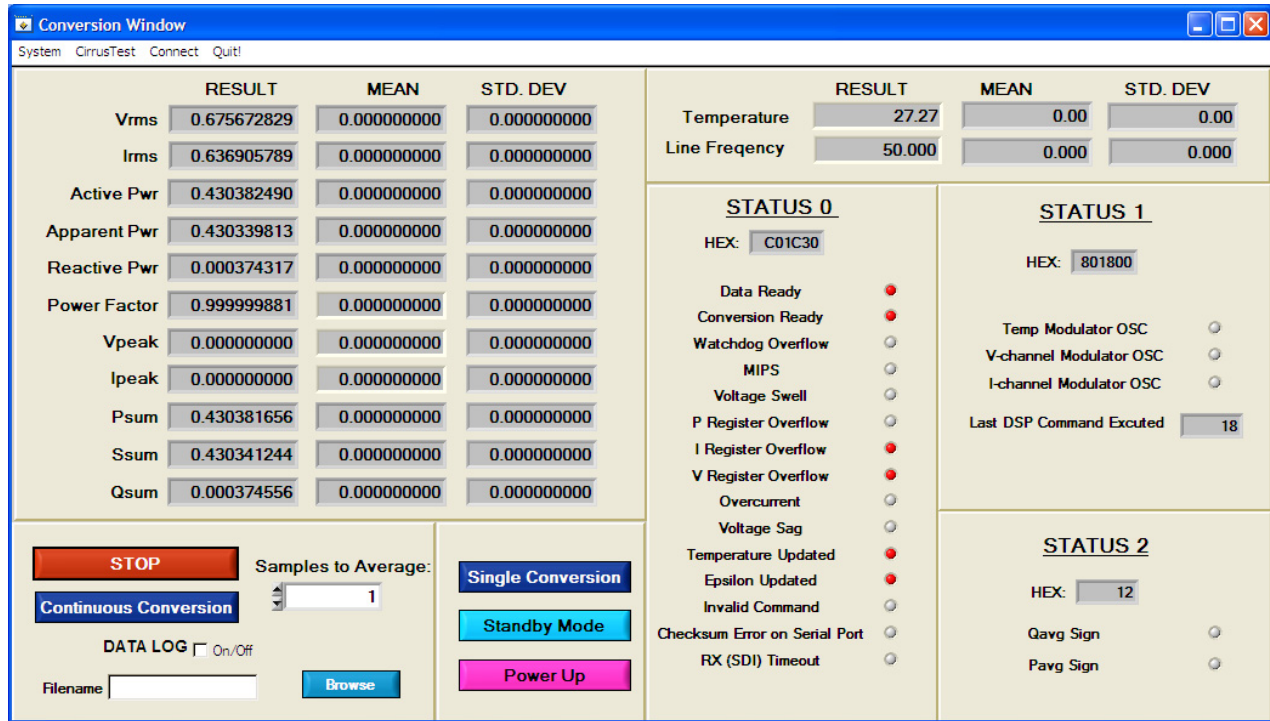 Conversion Window
System CirrusTest Connect Quit!
RESULT MEAN STD. DEV
Vrms 0.675672829 0.000000000 0.000000000
Irms 0.636905789 0.000000000 0.000000000
Active Pwr 0.430382490 0.000000000 0.000000000
Apparent Pwr 0.430339813 0.000000000 0.000000000
Reactive Pwr 0.000374317 0.000000000 0.000000000
Power Factor 0.999999881 0.000000000 0.000000000
Vpeak 0.000000000 0.000000000 0.000000000
Ipeak 0.000000000 0.000000000 0.000000000
Psum 0.430381656 0.000000000 0.000000000
Ssum 0.430341244 0.000000000 0.000000000
Qsum 0.000374556 0.000000000 0.000000000
RESULT MEAN STD. DEV
Temperature 27.27 0.00 0.00
Line Freqency 50.000 0.000 0.000
STATUS 0
HEX: C01C30
Data Ready
Conversion Ready
Watchdog Overflow
MIPS
Voltage Swell
P Register Overflow
I Register Overflow
V Register Overflow
Overcurrent
Voltage Sag
Temperature Updated
Epsilon Updated
Invalid Command
Checksum Error on Serial Port
RX (SDI) Timeout
STATUS 1
HEX: 801800
Temp Modulator OSC
V-channel Modulator OSC
I-channel Modulator OSC
Last DSP Command Excuted 18
STATUS 2
HEX: 12
Qavg Sign
Pavg Sign
STOP
Continuous Conversion
Samples to Average:
1
DATA LOG On/Off
Filename Browse
Single Conversion
Standby Mode
Power Up